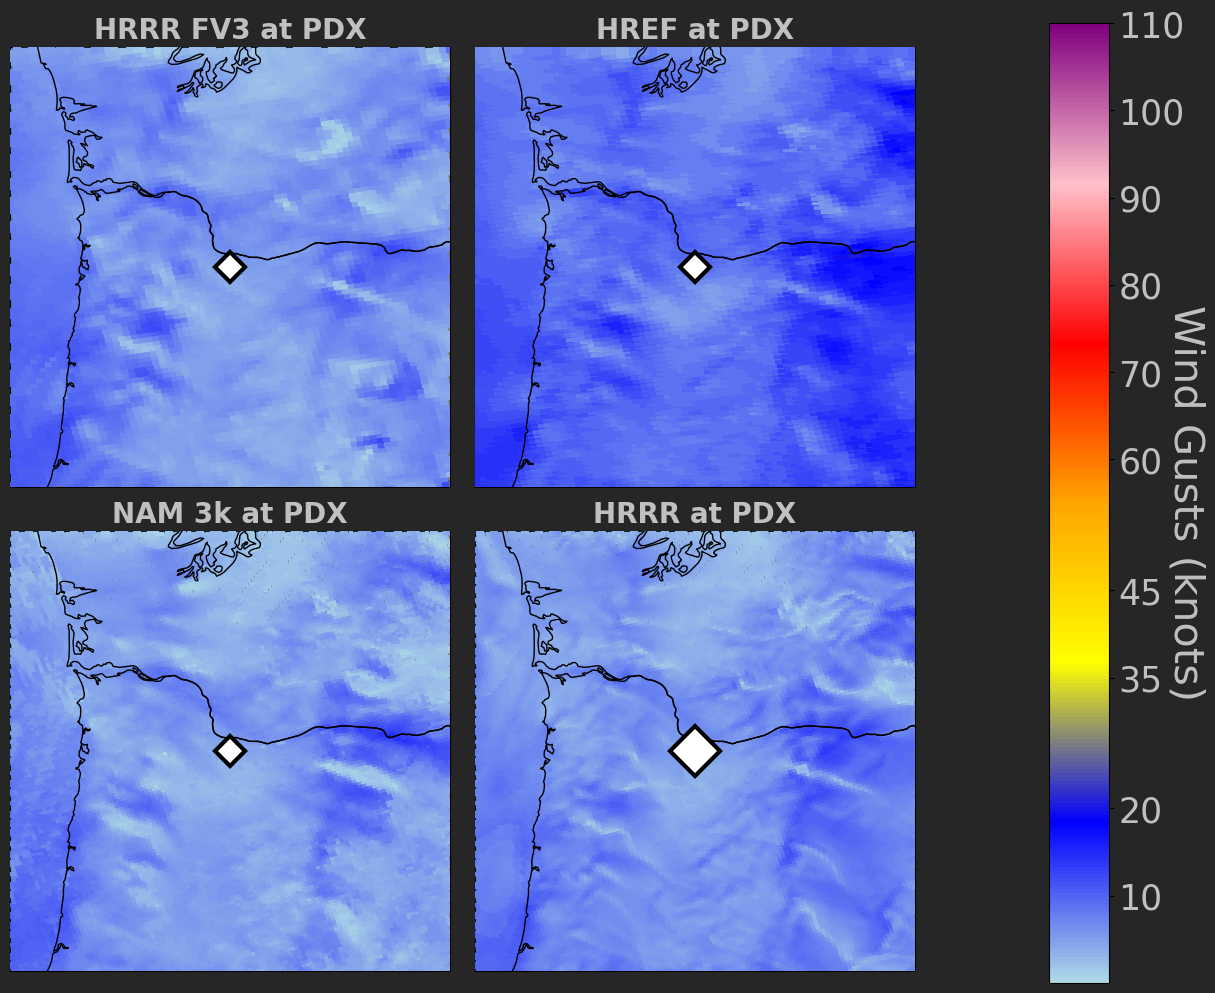 HRRR FV3 at PDX
HREF at PDX
NAM 3k at PDX
HRRR at PDX
110
100
90
80
70
60
45
35
20
10
Wind Gusts (knots)